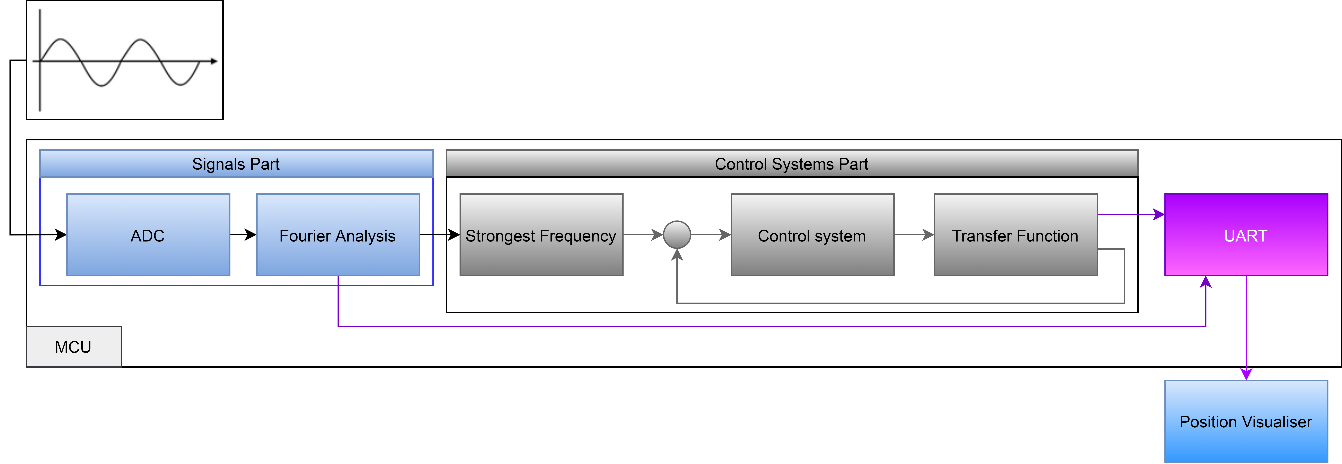 Signals Part
Control Systems Part
ADC
Fourier Analysis
Strongest Frequency
Control system
Transfer Function
UART
MCU
Position Visualiser